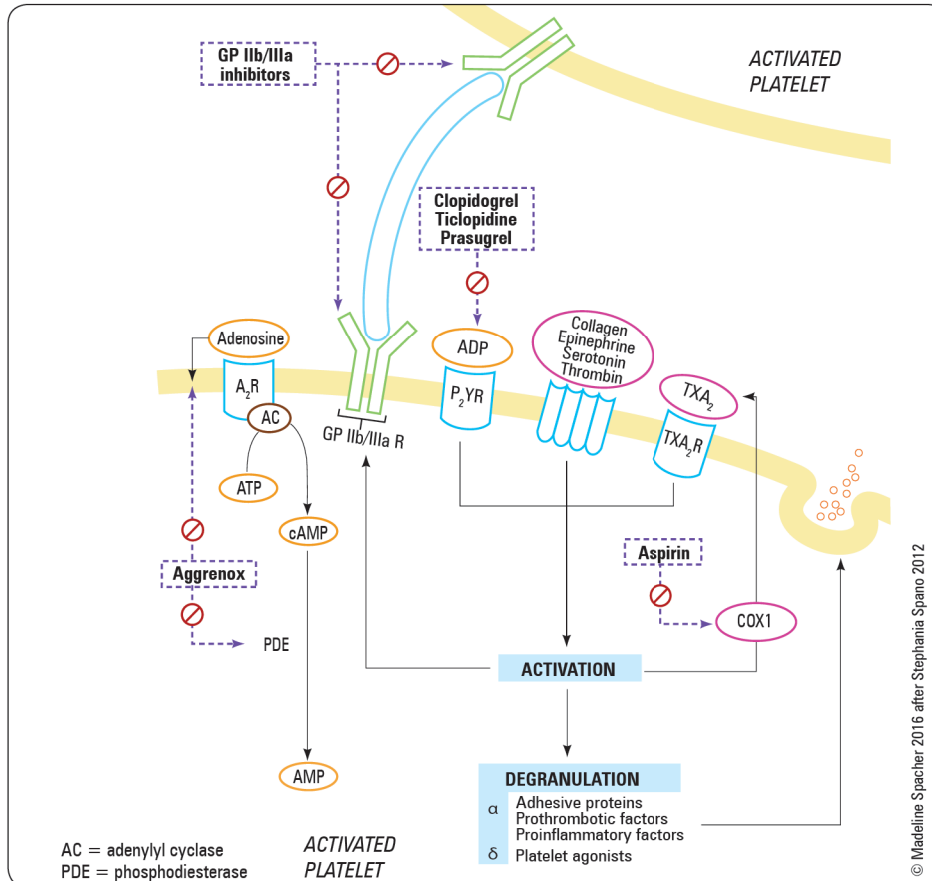 GP IIb/IIIa
inhibitors
ACTIVATED
PLATELET
Clopidogrel
Ticlopidine
Prasugrel
Adenosine
A₂R
AC
ATP
cAMP
AMP
GP IIb/IIIa R
ADP
P₂YR
Collagen
Epinephrine
Serotonin
Thrombin
TXA₂
TXA₂R
Aggrenox
PDE
Aspirin
COX1
ACTIVATION
DEGRANULATION
α Adhesive proteins
Prothrombotic factors
Proinflammatory factors
δ Platelet agonists
AC = adenylyl cyclase
PDE = phosphodiesterase
ACTIVATED
PLATELET
© Madeline Spacher 2016 after Stephania Spano 2012